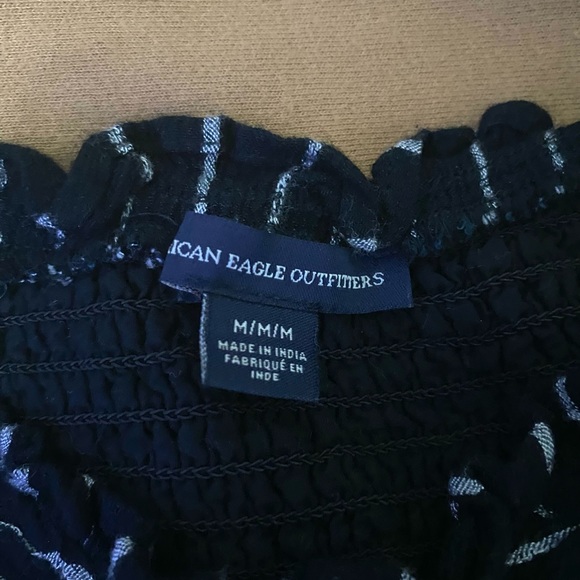 ICAN EAGLE OUTFITTERS
M/M/M
MADE IN INDIA
FABRIQUÉ EN
INDE